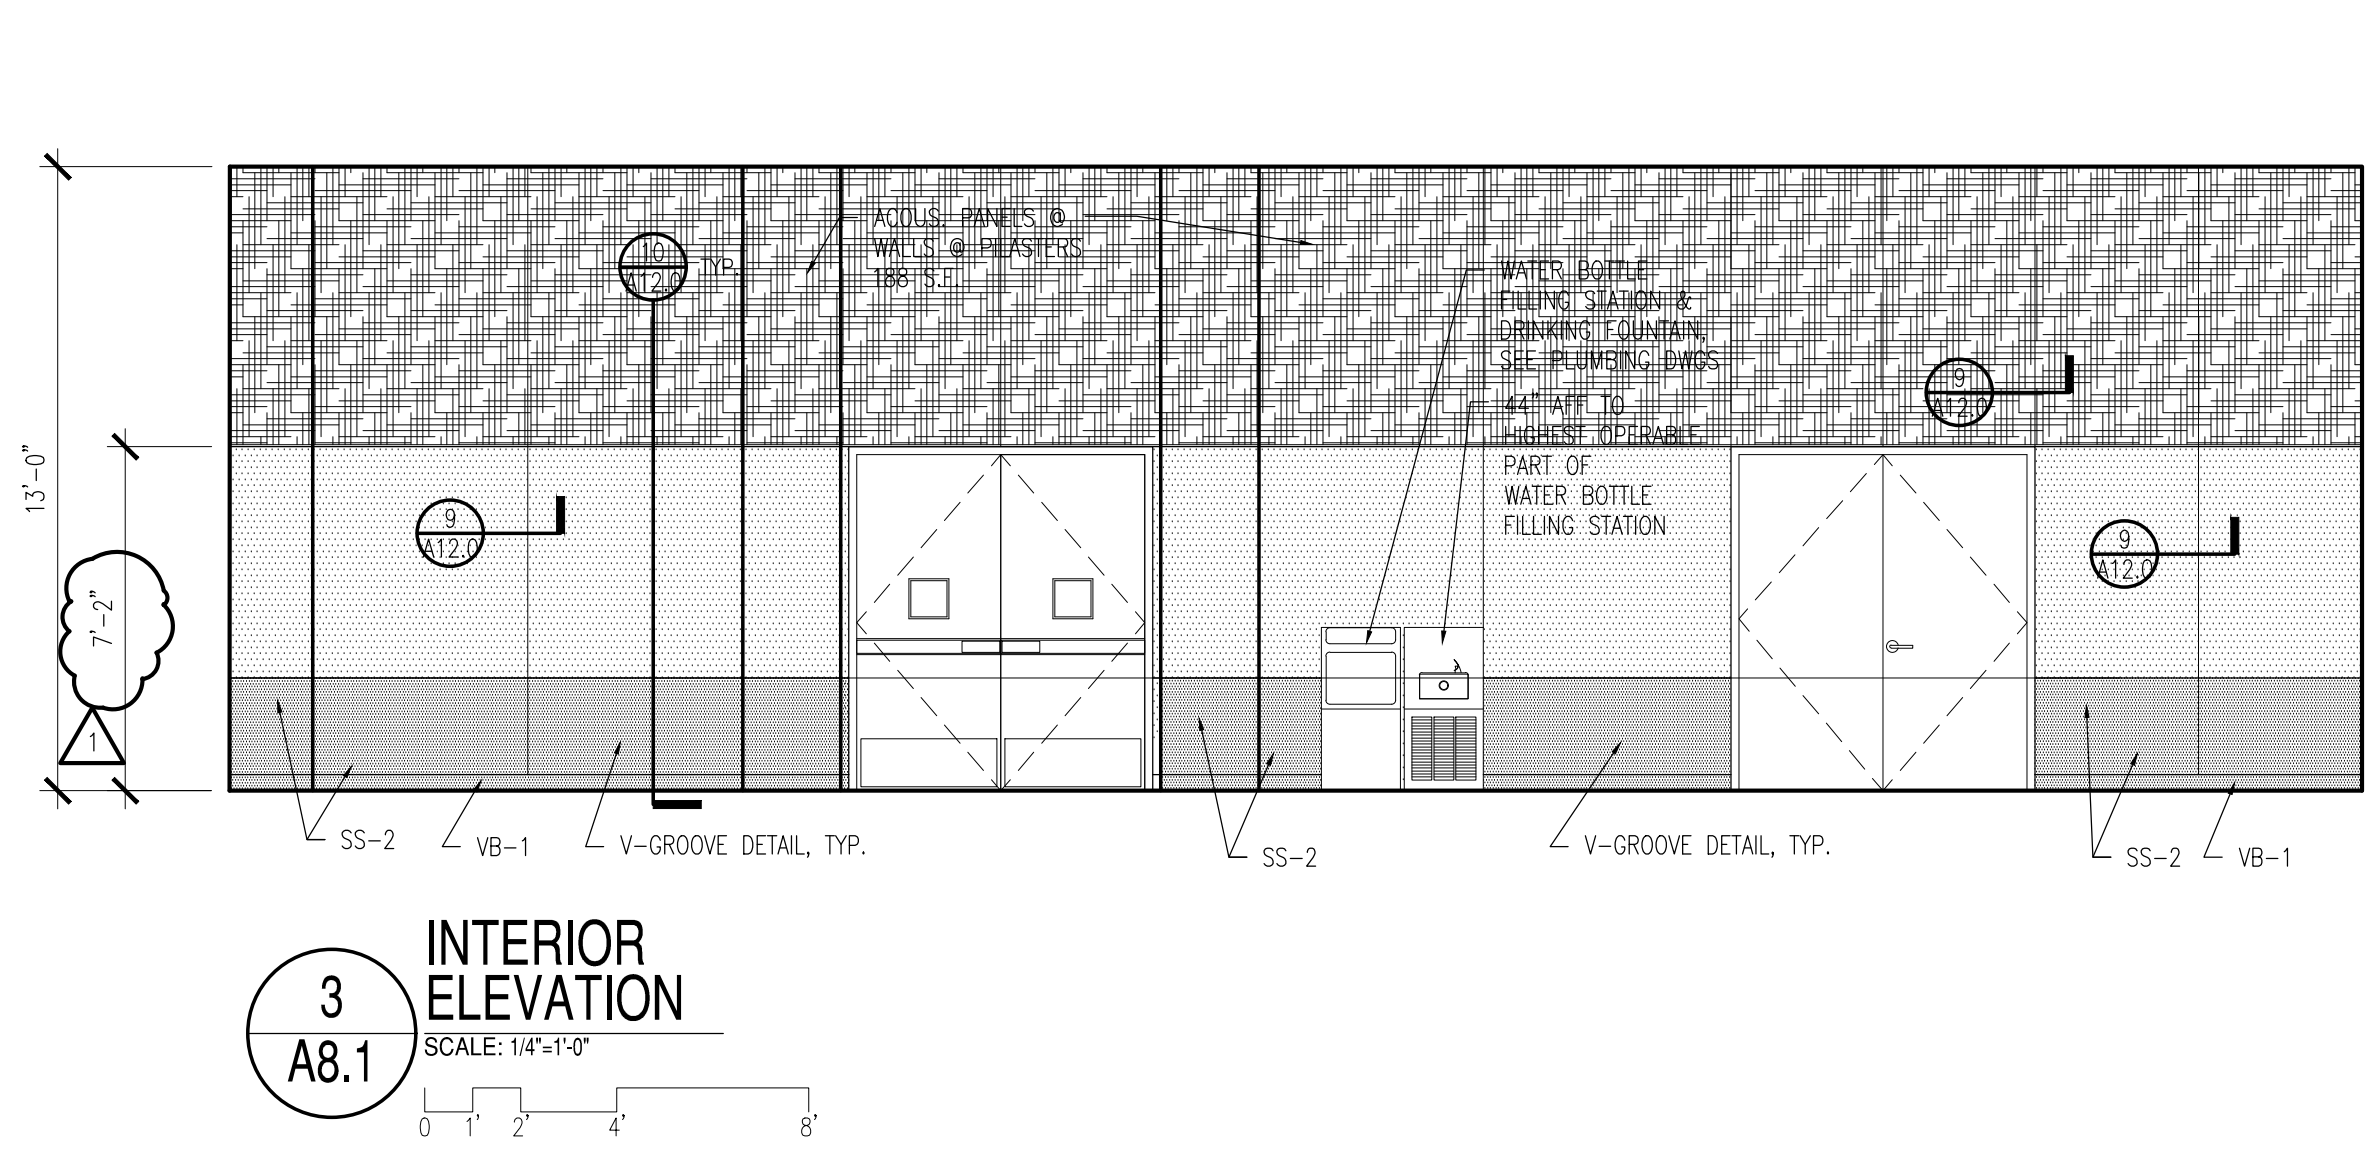 ACOUS. PANELS @
WALLS @ PILASTERS
188 S.F.
10
A12.0
TYP.
WATER BOTTLE
FILLING STATION &
DRINKING FOUNTAIN,
SEE PLUMBING DWGS
44" AFF TO
HIGHEST OPERABLE
PART OF
WATER BOTTLE
FILLING STATION
9
A12.0
13'-0"
9
A12.0
9
A12.0
7'-2"
1
SS-2
VB-1
V-GROOVE DETAIL, TYP.
SS-2
V-GROOVE DETAIL, TYP.
SS-2
VB-1
3
A8.1
INTERIOR
ELEVATION
SCALE: 1/4"=1'-0"
0 1' 2' 4' 8'